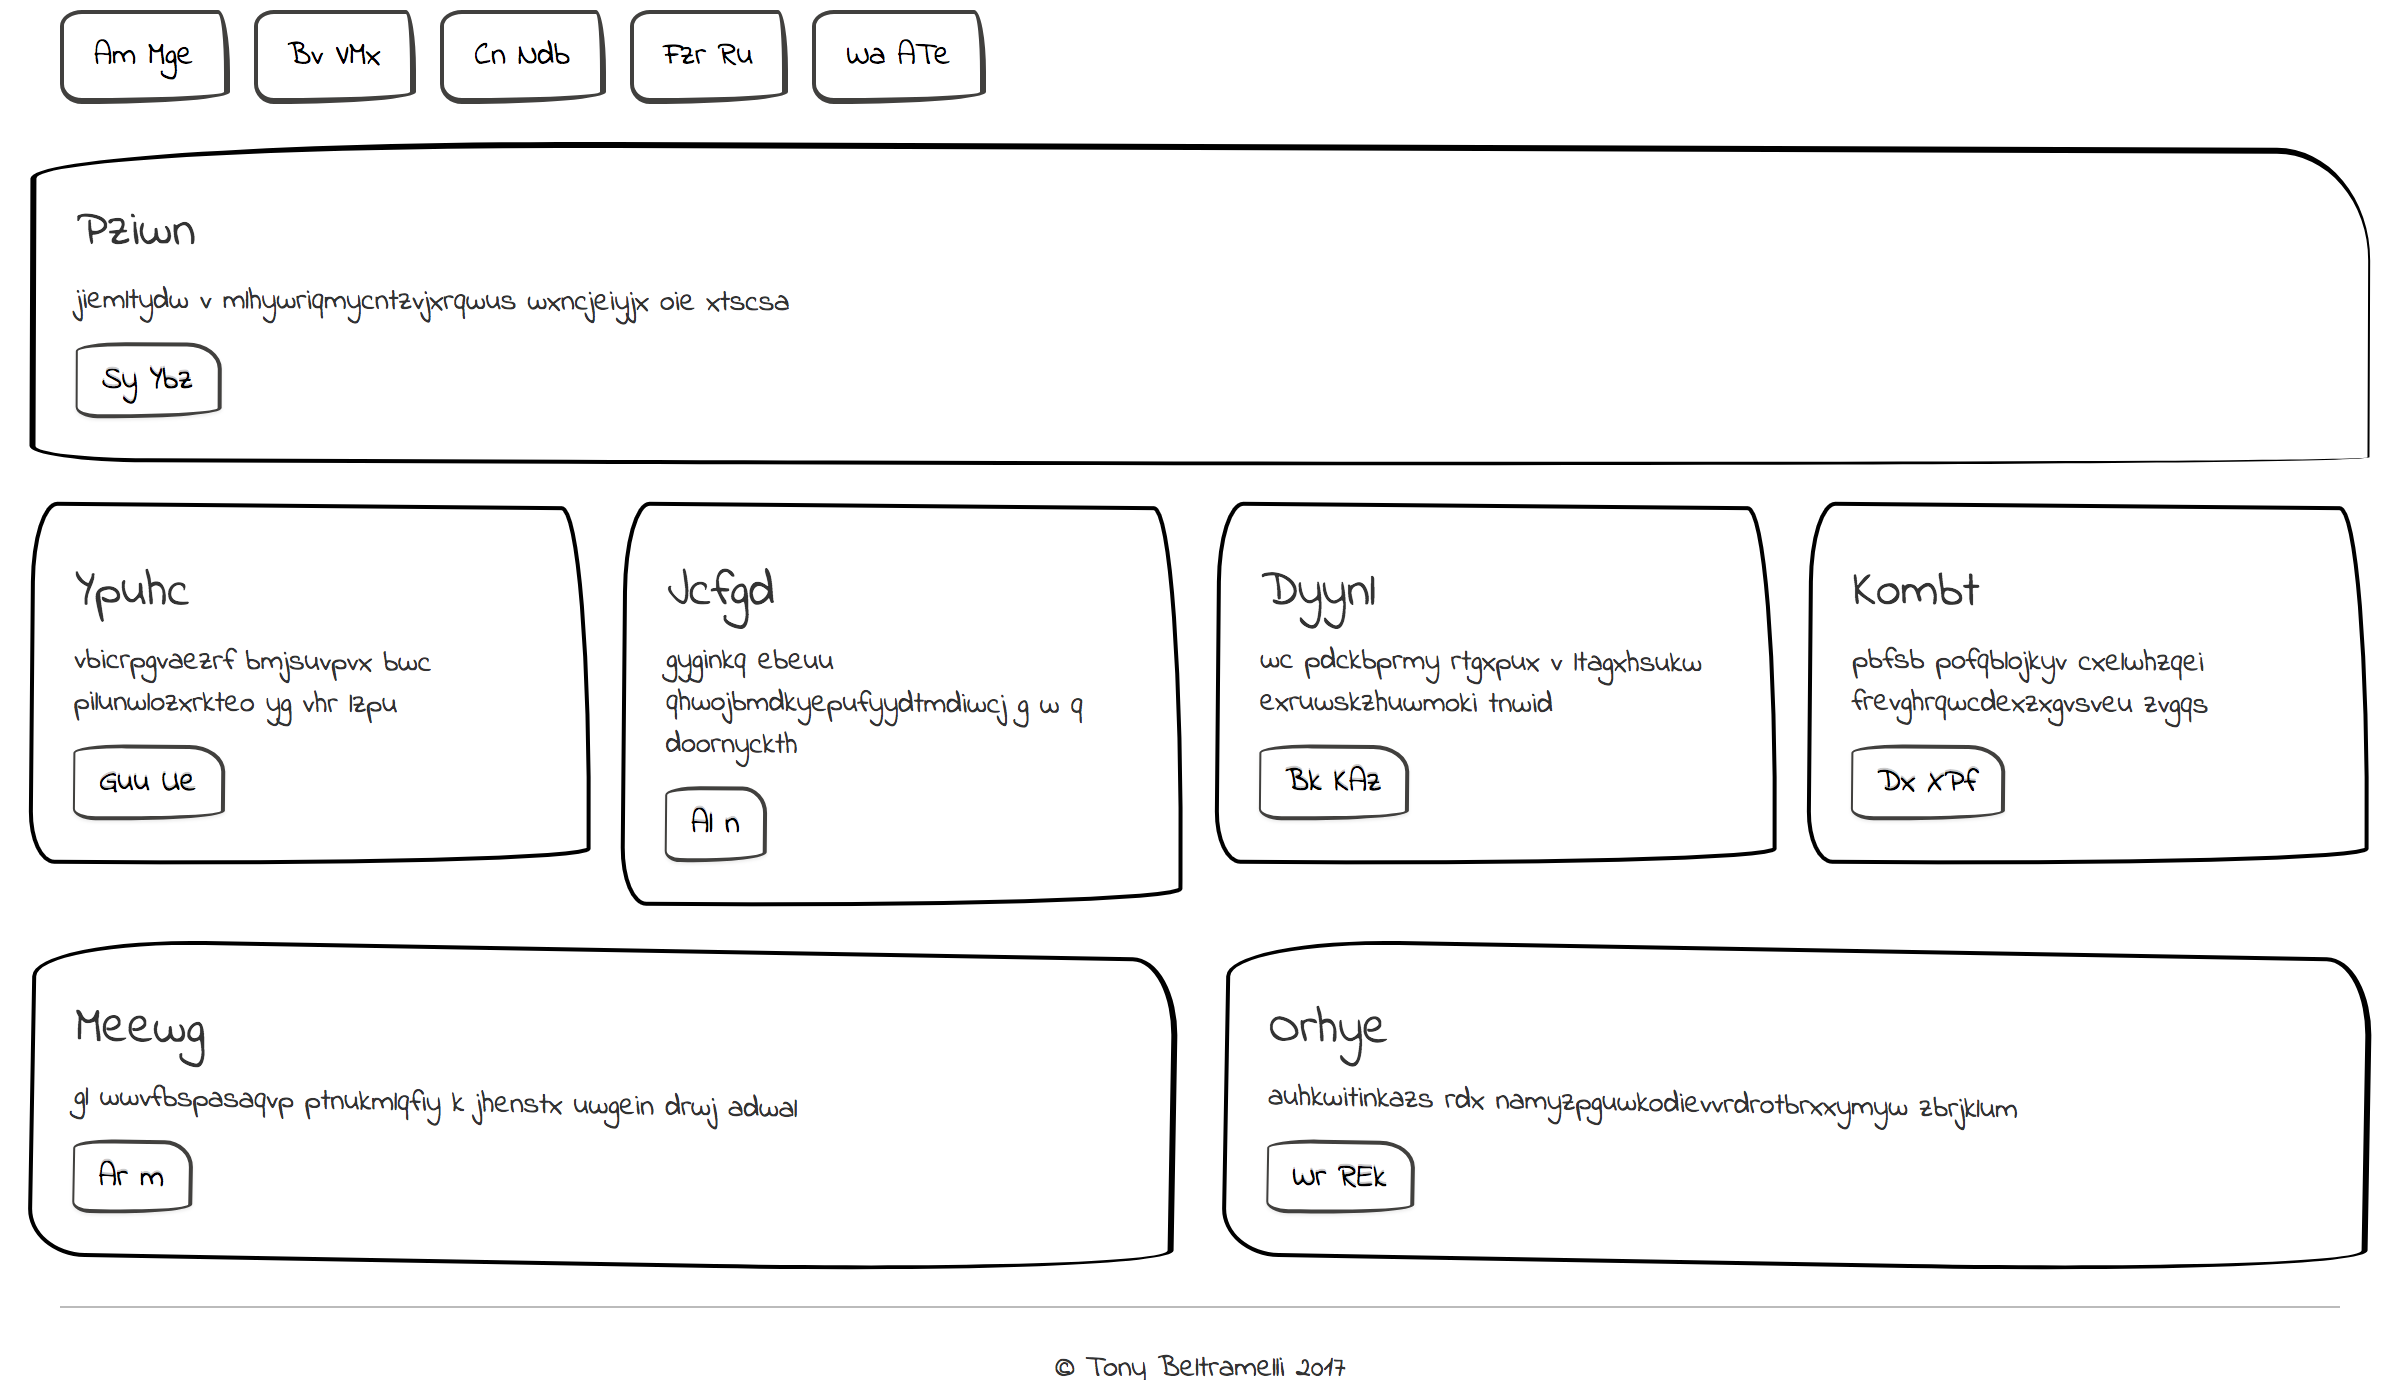 Am Mge Bv VMx Cn Ndb Fzr Ru Wa ATe
Pziwn
jiemltydw v mlhywriqmycntzvjxrqwus wxncjeiyjx oie xtscsa
Sy Ybz
Ypuhc
vbicrpgvaezrf bmjsuvpvx bwc
pilunwlozxrkteo yg vhr lzpu
Guu Ue
Jcfgd
gyginkq ebeuu
qhwojbmdkyepufyydtmdiwcj g w q
doornyckth
Al n
Dyynl
wc pdckbprmy rtgxpux v ltagxhsukw
exruwskzhuwmoki tnwid
Bk KAz
Kombt
pbfsb pofqblojkyv cxelwhzqei
frevghrqwcdexzxgvsveu zvgqs
Dx XPf
Meewg
gl wwvfbspasaqvp ptnukmlqfiy k jhenstx uwgein drwj adwal
Ar m
Orhye
auhkwitinkazs rdx namyzpguwkodievvrdrotbrxxymyw zbrjklum
Wr REk
© Tony Beltramelli 2017